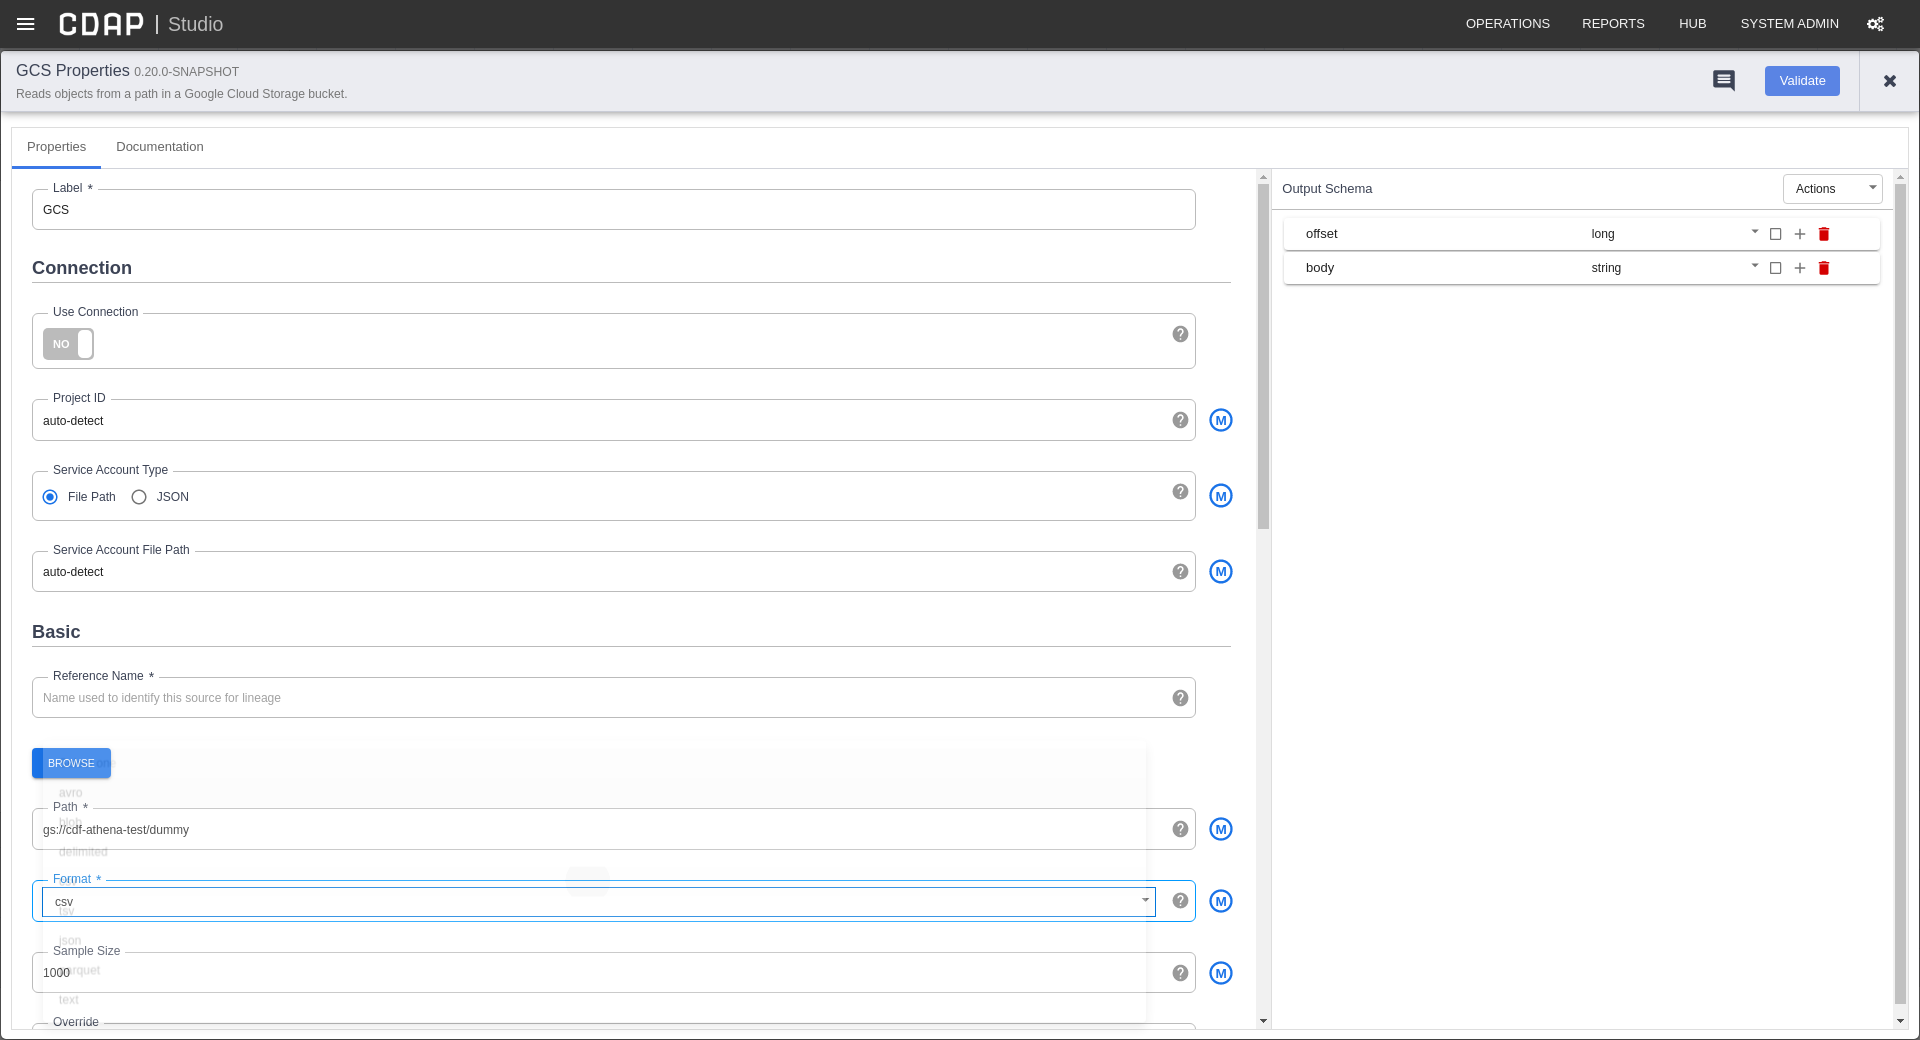 CDAP | Studio
OPERATIONS REPORTS HUB SYSTEM ADMIN
GCS Properties 0.20.0-SNAPSHOT
Reads objects from a path in a Google Cloud Storage bucket.
Validate
Properties Documentation
Label *
GCS
Connection
Use Connection
NO
Project ID
auto-detect
M
Service Account Type
File Path JSON
M
Service Account File Path
auto-detect
M
Basic
Reference Name *
Name used to identify this source for lineage
BROWSE
avro
Path *
blob
gs://cdf-athena-test/dummy
M
delimited
Format *
csv
M
tsv
json
Sample Size
1000
M
text
Override
Output Schema
Actions
offset long
body string